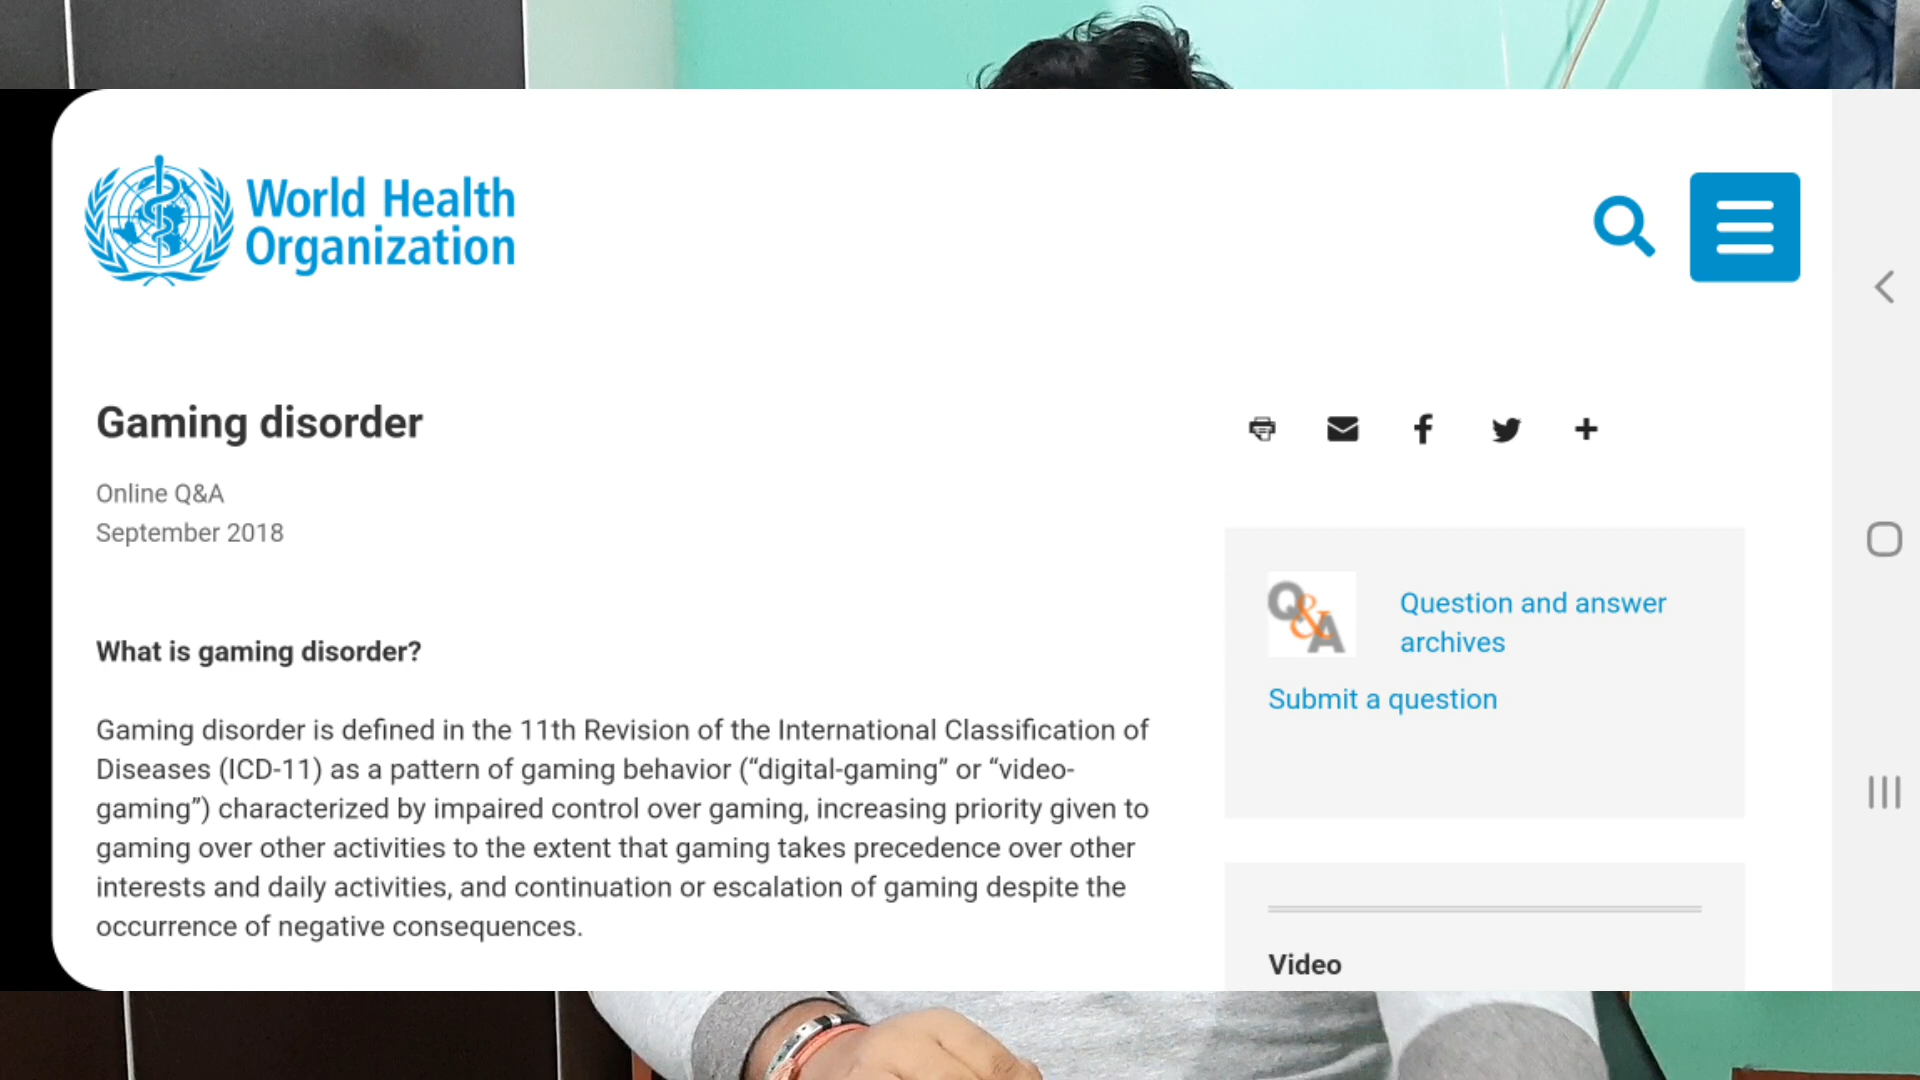 World Health
Organization
Gaming disorder
Online Q&A
September 2018
What is gaming disorder?
Gaming disorder is defined in the 11th Revision of the International Classification of
Diseases (ICD-11) as a pattern of gaming behavior (“digital-gaming” or “video-
gaming”) characterized by impaired control over gaming, increasing priority given to
gaming over other activities to the extent that gaming takes precedence over other
interests and daily activities, and continuation or escalation of gaming despite the
occurrence of negative consequences.
Q&A
Question and answer
archives
Submit a question
Video